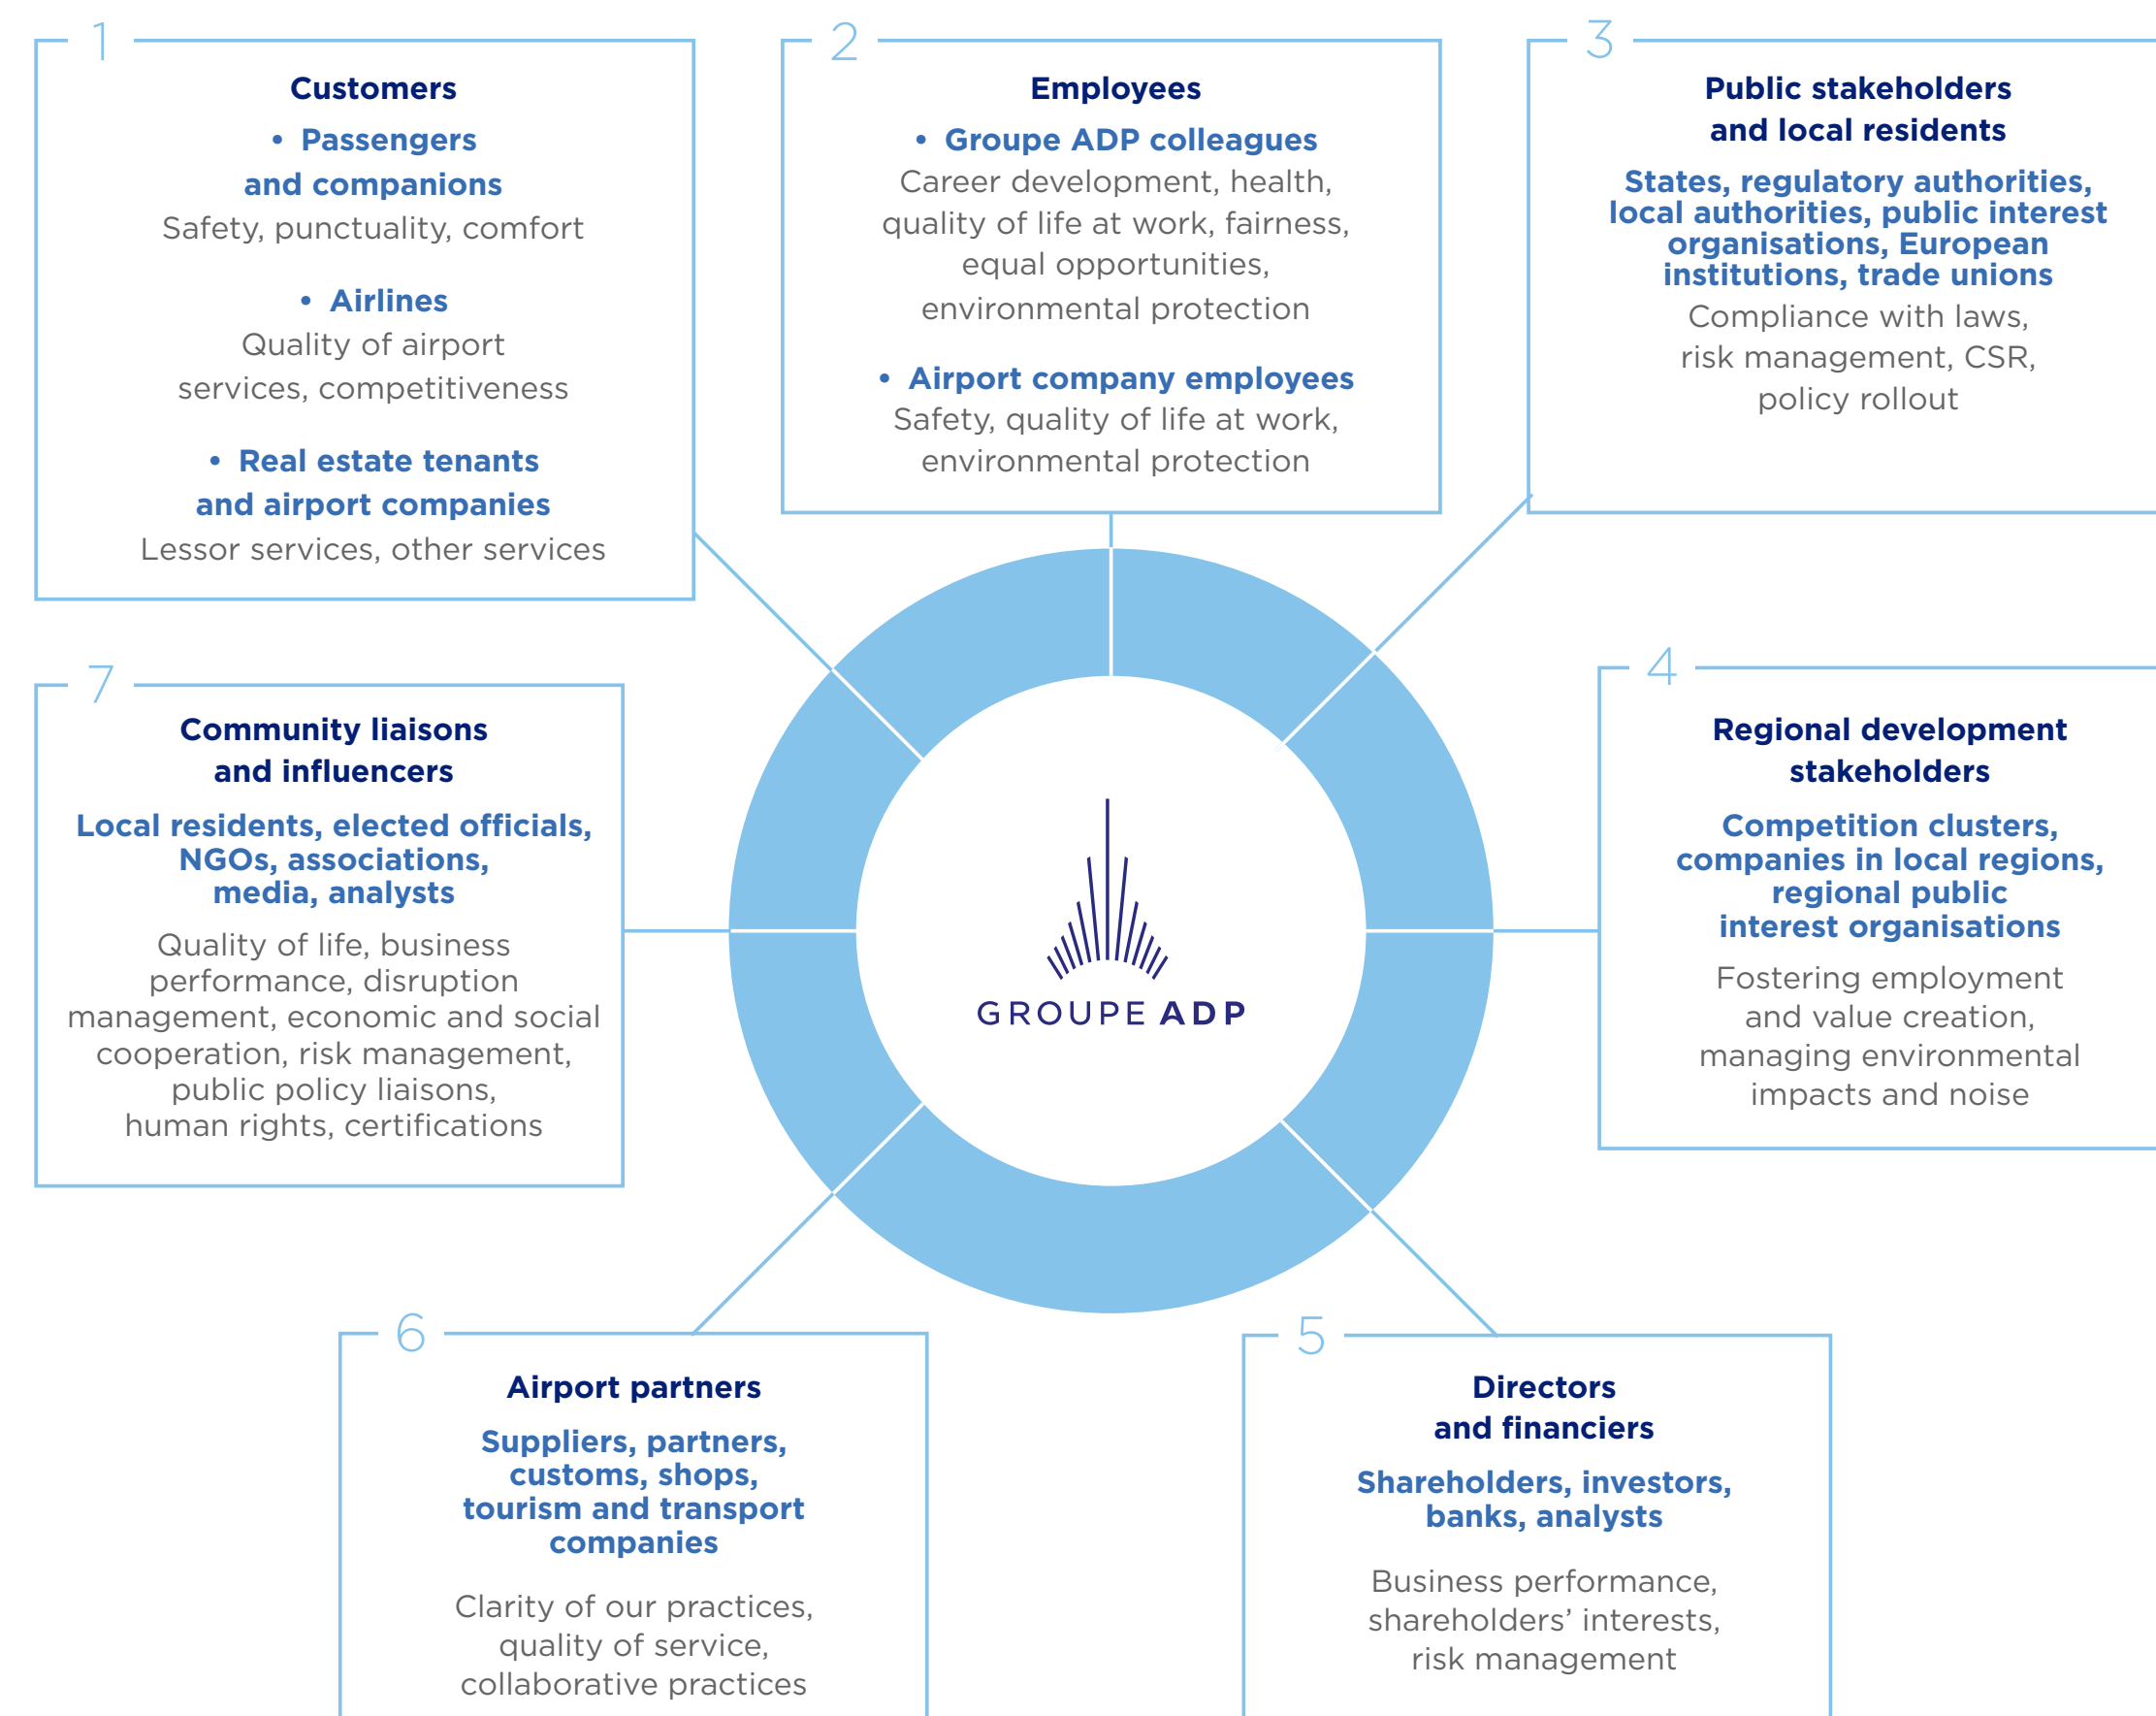 1
Customers
• Passengers
and companions
Safety, punctuality, comfort
• Airlines
Quality of airport
services, competitiveness
• Real estate tenants
and airport companies
Lessor services, other services
2
Employees
• Groupe ADP colleagues
Career development, health,
quality of life at work, fairness,
equal opportunities,
environmental protection
• Airport company employees
Safety, quality of life at work,
environmental protection
3
Public stakeholders
and local residents
States, regulatory authorities,
local authorities, public interest
organisations, European
institutions, trade unions
Compliance with laws,
risk management, CSR,
policy rollout
4
Regional development
stakeholders
Competition clusters,
companies in local regions,
regional public
interest organisations
Fostering employment
and value creation,
managing environmental
impacts and noise
5
Directors
and financiers
Shareholders, investors,
banks, analysts
Business performance,
shareholders’ interests,
risk management
6
Airport partners
Suppliers, partners,
customs, shops,
tourism and transport
companies
Clarity of our practices,
quality of service,
collaborative practices
7
Community liaisons
and influencers
Local residents, elected officials,
NGOs, associations,
media, analysts
Quality of life, business
performance, disruption
management, economic and social
cooperation, risk management,
public policy liaisons,
human rights, certifications
GROUPE ADP